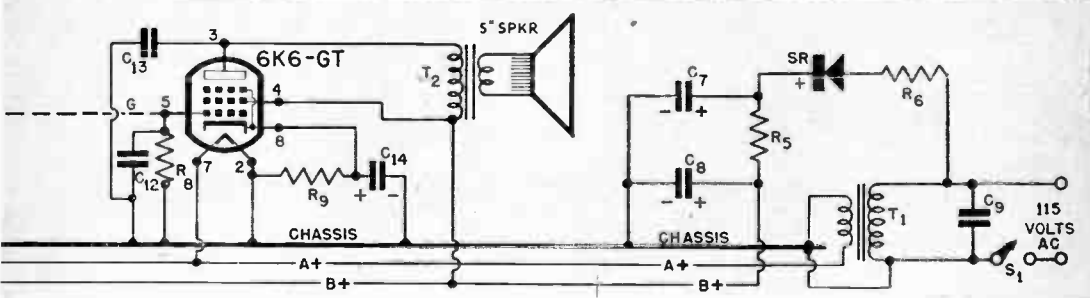 C13
3
6K6-GT
5" SPKR
T2
4
G
5
8
C12
R
8
7
2
R9
+
C14
-
CHASSIS
A+
B+
C7
-
+
SR
+
R6
R5
C8
-
+
CHASSIS
A+
B+
T1
C9
115
VOLTS
AC
S1